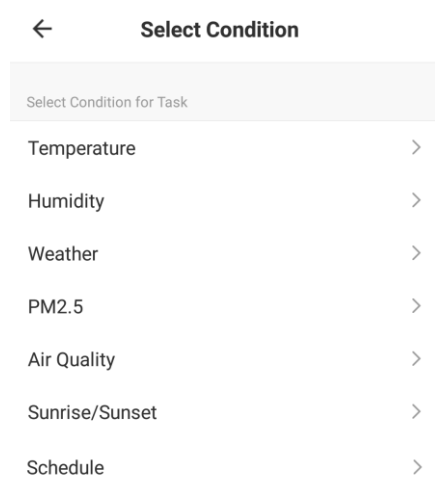 Select Condition
Select Condition for Task
Temperature
Humidity
Weather
PM2.5
Air Quality
Sunrise/Sunset
Schedule